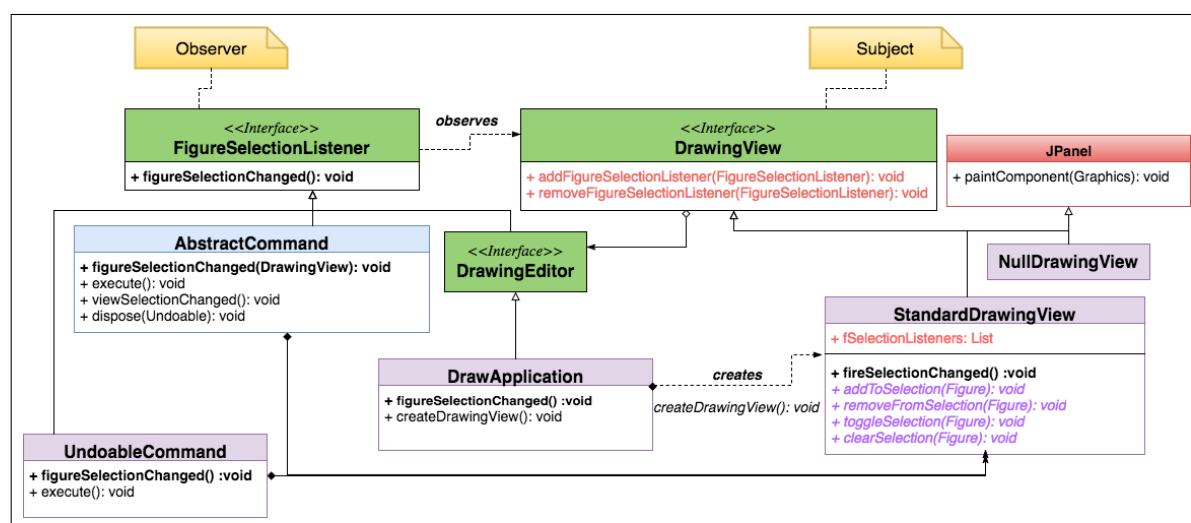 Observer
Subject
<<Interface>>
FigureSelectionListener
+ figureSelectionChanged(): void
observes
<<Interface>>
DrawingView
+ addFigureSelectionListener(FigureSelectionListener): void
+ removeFigureSelectionListener(FigureSelectionListener): void
JPanel
+ paintComponent(Graphics): void
AbstractCommand
+ figureSelectionChanged(DrawingView): void
+ execute(): void
+ viewSelectionChanged(): void
+ dispose(Undoable): void
<<Interface>>
DrawingEditor
NullDrawingView
StandardDrawingView
+ fSelectionListeners: List
+ fireSelectionChanged() :void
+ addToSelection(Figure): void
+ removeFromSelection(Figure): void
+ toggleSelection(Figure): void
+ clearSelection(Figure): void
DrawApplication
+ figureSelectionChanged() :void
+ createDrawingView(): void
creates
createDrawingView(): void
UndoableCommand
+ figureSelectionChanged() :void
+ execute(): void